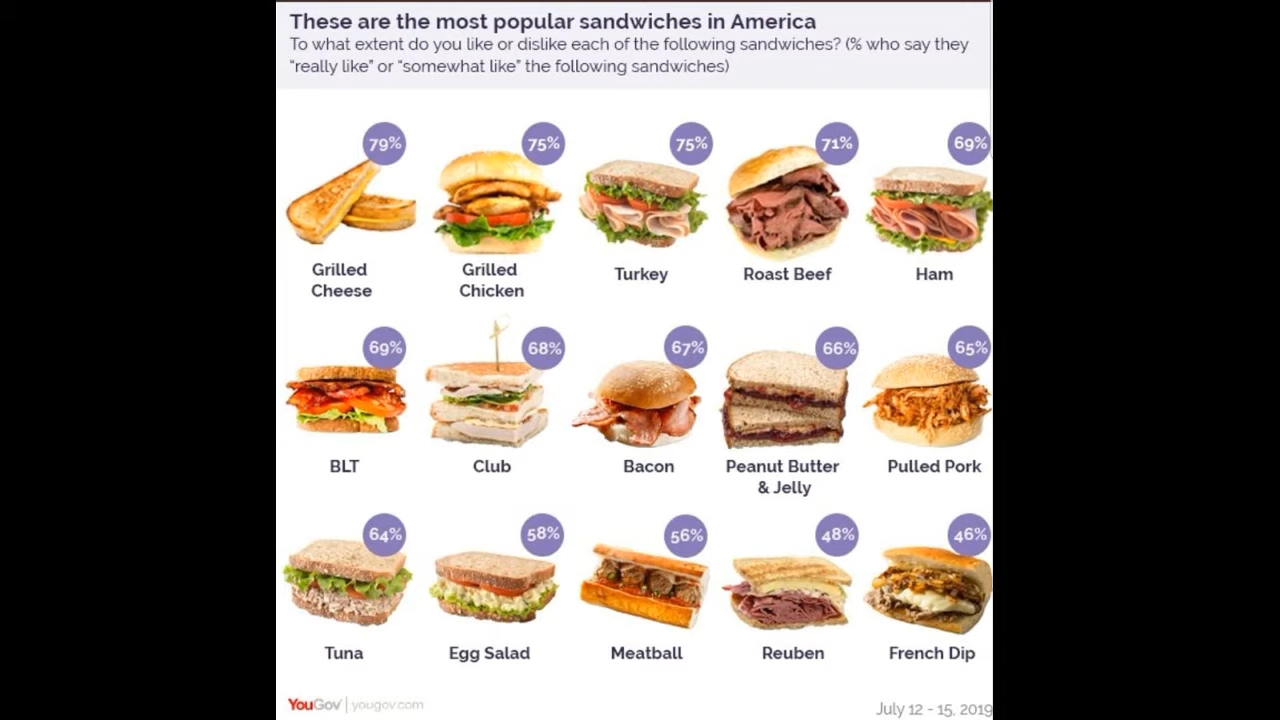 These are the most popular sandwiches in America
To what extent do you like or dislike each of the following sandwiches? (% who say they
“really like” or “somewhat like” the following sandwiches)
79%
75%
75%
71%
69%
Grilled
Cheese
Grilled
Chicken
Turkey
Roast Beef
Ham
69%
68%
67%
66%
65%
BLT
Club
Bacon
Peanut Butter
& Jelly
Pulled Pork
64%
58%
56%
48%
46%
Tuna
Egg Salad
Meatball
Reuben
French Dip
YouGov | yougov.com
July 12 - 15, 2019